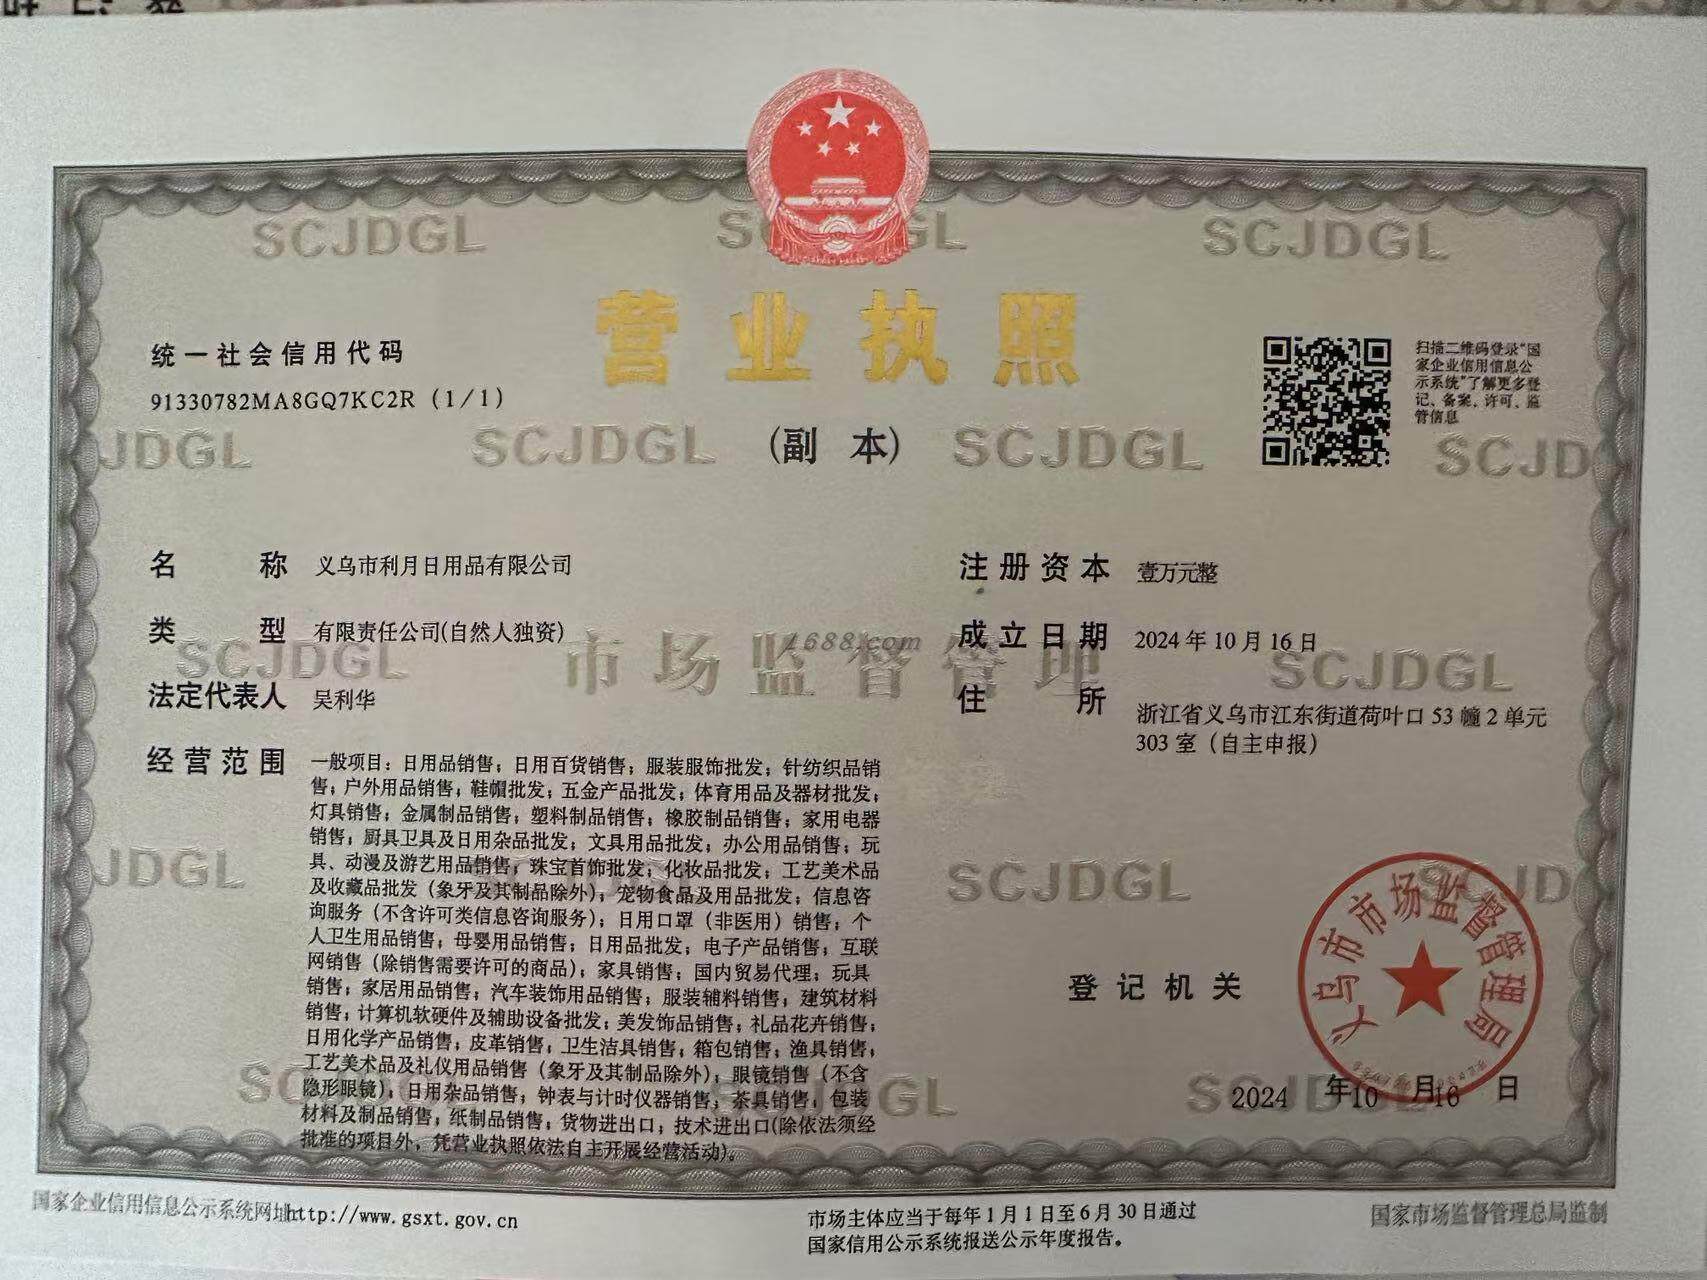 SCJDGL
SCJDGL
SCJDGL
营业执照
(副 本)
统一社会信用代码
91330782MA8GQ7KC2R (1/1)
扫描二维码登录“国
家企业信用信息公
示系统”了解更多登
记、备案、许可、监
管信息
JDGL
SCJDGL
SCJDGL
SCJD
名 称 义乌市利月日用品有限公司
类 型 有限责任公司(自然人独资)
法定代表人 吴利华
经营范围 一般项目：日用品销售；日用百货销售；服装服饰批发；针纺织品销
售；户外用品销售；鞋帽批发；五金产品批发；体育用品及器材批发；
灯具销售；金属制品销售；塑料制品销售；橡胶制品销售；家用电器
销售；厨具卫具及日用杂品批发；文具用品批发；办公用品销售；玩
具、动漫及游艺用品销售；珠宝首饰批发；化妆品批发；工艺美术品
及收藏品批发（象牙及其制品除外）；宠物食品及用品批发；信息咨
询服务（不含许可类信息咨询服务）；日用口罩（非医用）销售；个
人卫生用品销售；母婴用品销售；日用品批发；电子产品销售；互联
网销售（除销售需要许可的商品）；家具销售；国内贸易代理；玩具
销售；家居用品销售；汽车装饰用品销售；服装辅料销售；建筑材料
销售；计算机软硬件及辅助设备批发；美发饰品销售；礼品花卉销售；
日用化学产品销售；皮革销售；卫生洁具销售；箱包销售；渔具销售；
工艺美术品及礼仪用品销售（象牙及其制品除外）；眼镜销售（不含
隐形眼镜）；日用杂品销售；钟表与计时仪器销售；茶具销售；包装
材料及制品销售；纸制品销售；货物进出口；技术进出口(除依法须经
批准的项目外，凭营业执照依法自主开展经营活动)。
注册资本 壹万元整
成立日期 2024年10月16日
住 所 浙江省义乌市江东街道荷叶口53幢2单元
303室（自主申报）
SCJDGL
市场监督管理
1688.com
SCJDGL
JDGL
SCJDGL
JD
SCJDGL
登记机关
义乌市市场监督管理局
2024 年10 月16 日
国家企业信用信息公示系统网址http://www.gsxt.gov.cn
市场主体应当于每年1月1日至6月30日通过
国家信用公示系统报送公示年度报告。
国家市场监督管理总局监制